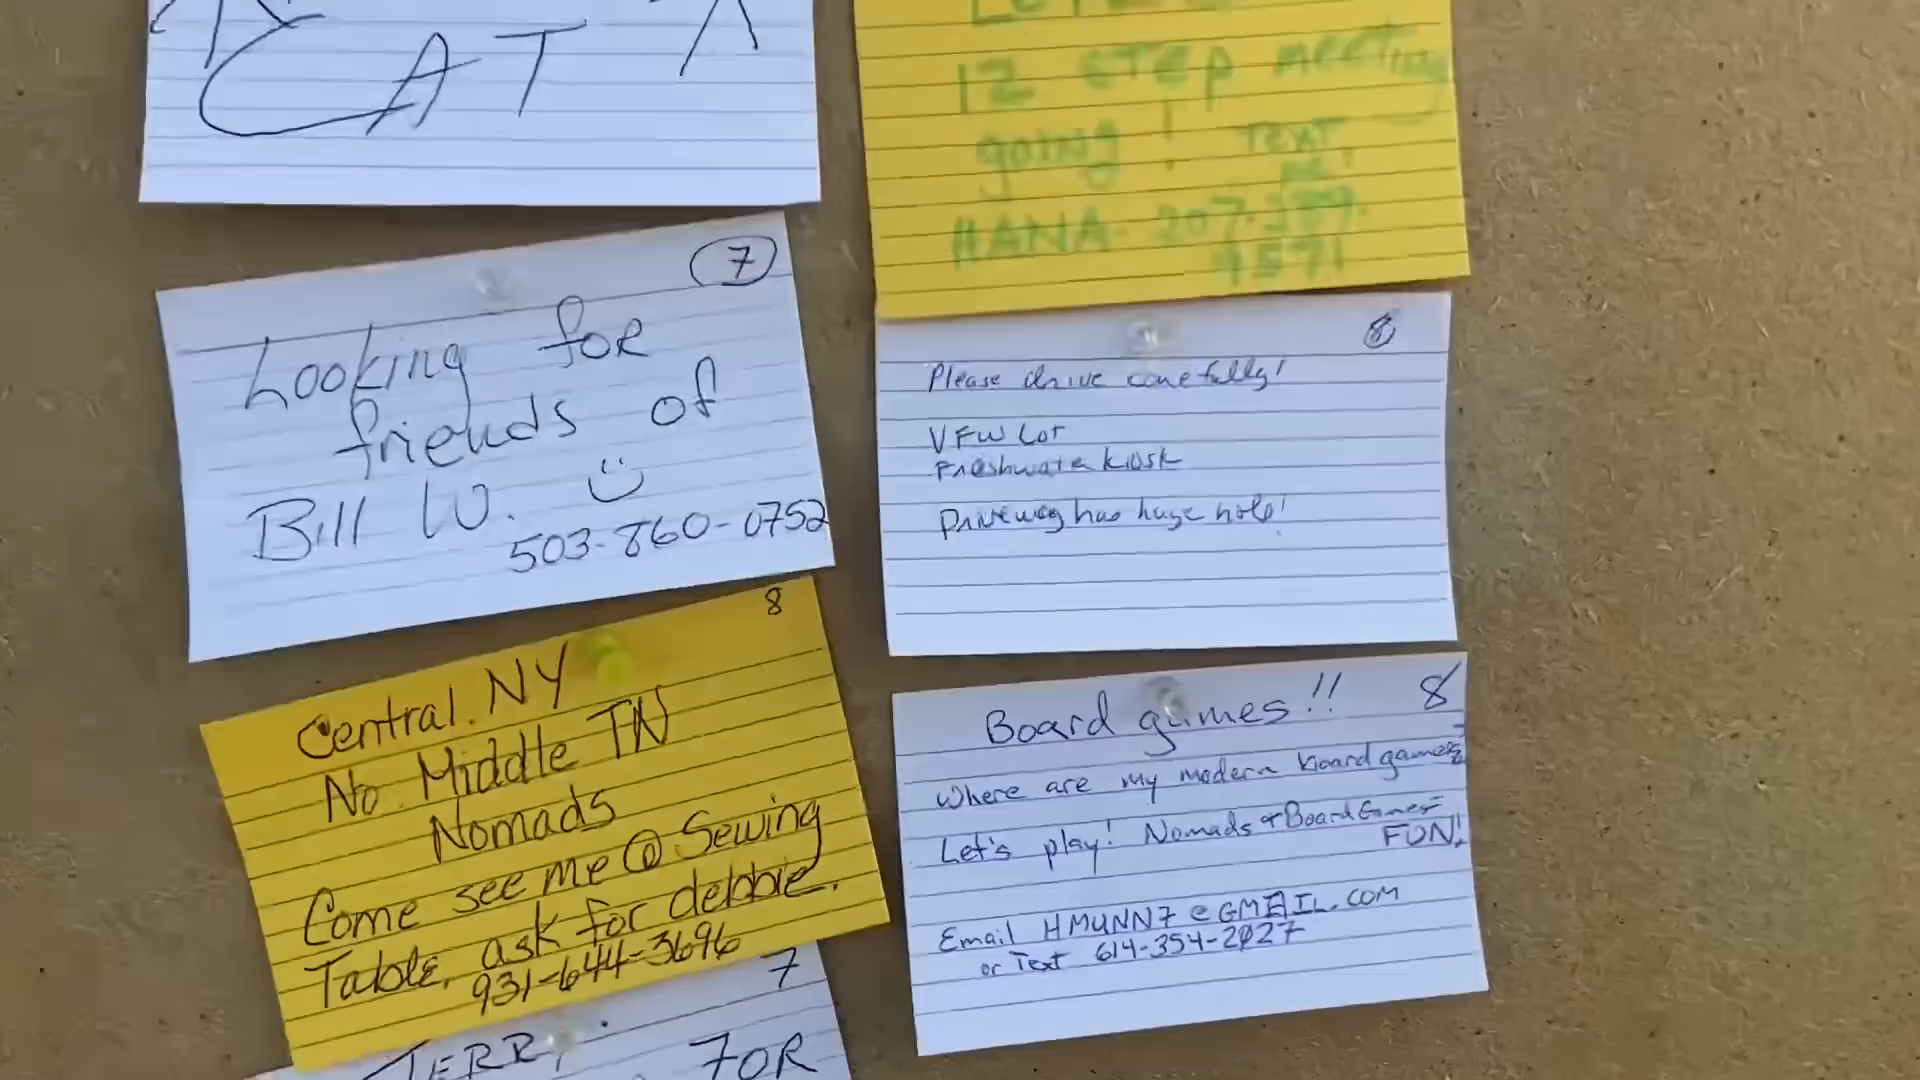 CAT
7
Looking for
friends of
Bill W.
503-860-0752
8
Central. NY
No. Middle TN
Nomads
Come see me @ Sewing
Table. ask for debbie.
931-644-3696
7
FOR
12 STEP meeting
going! TEXT
HANA
8
Please drive carefully!
VFW Lot
Freshwater kiosk
Driveway has huge hole!
Board games!! 8
Where are my modern board games
Let's play! Nomads & Board Games=
FUN!
Email HMUNN7@GMAIL.COM
or Text 614-354-2027